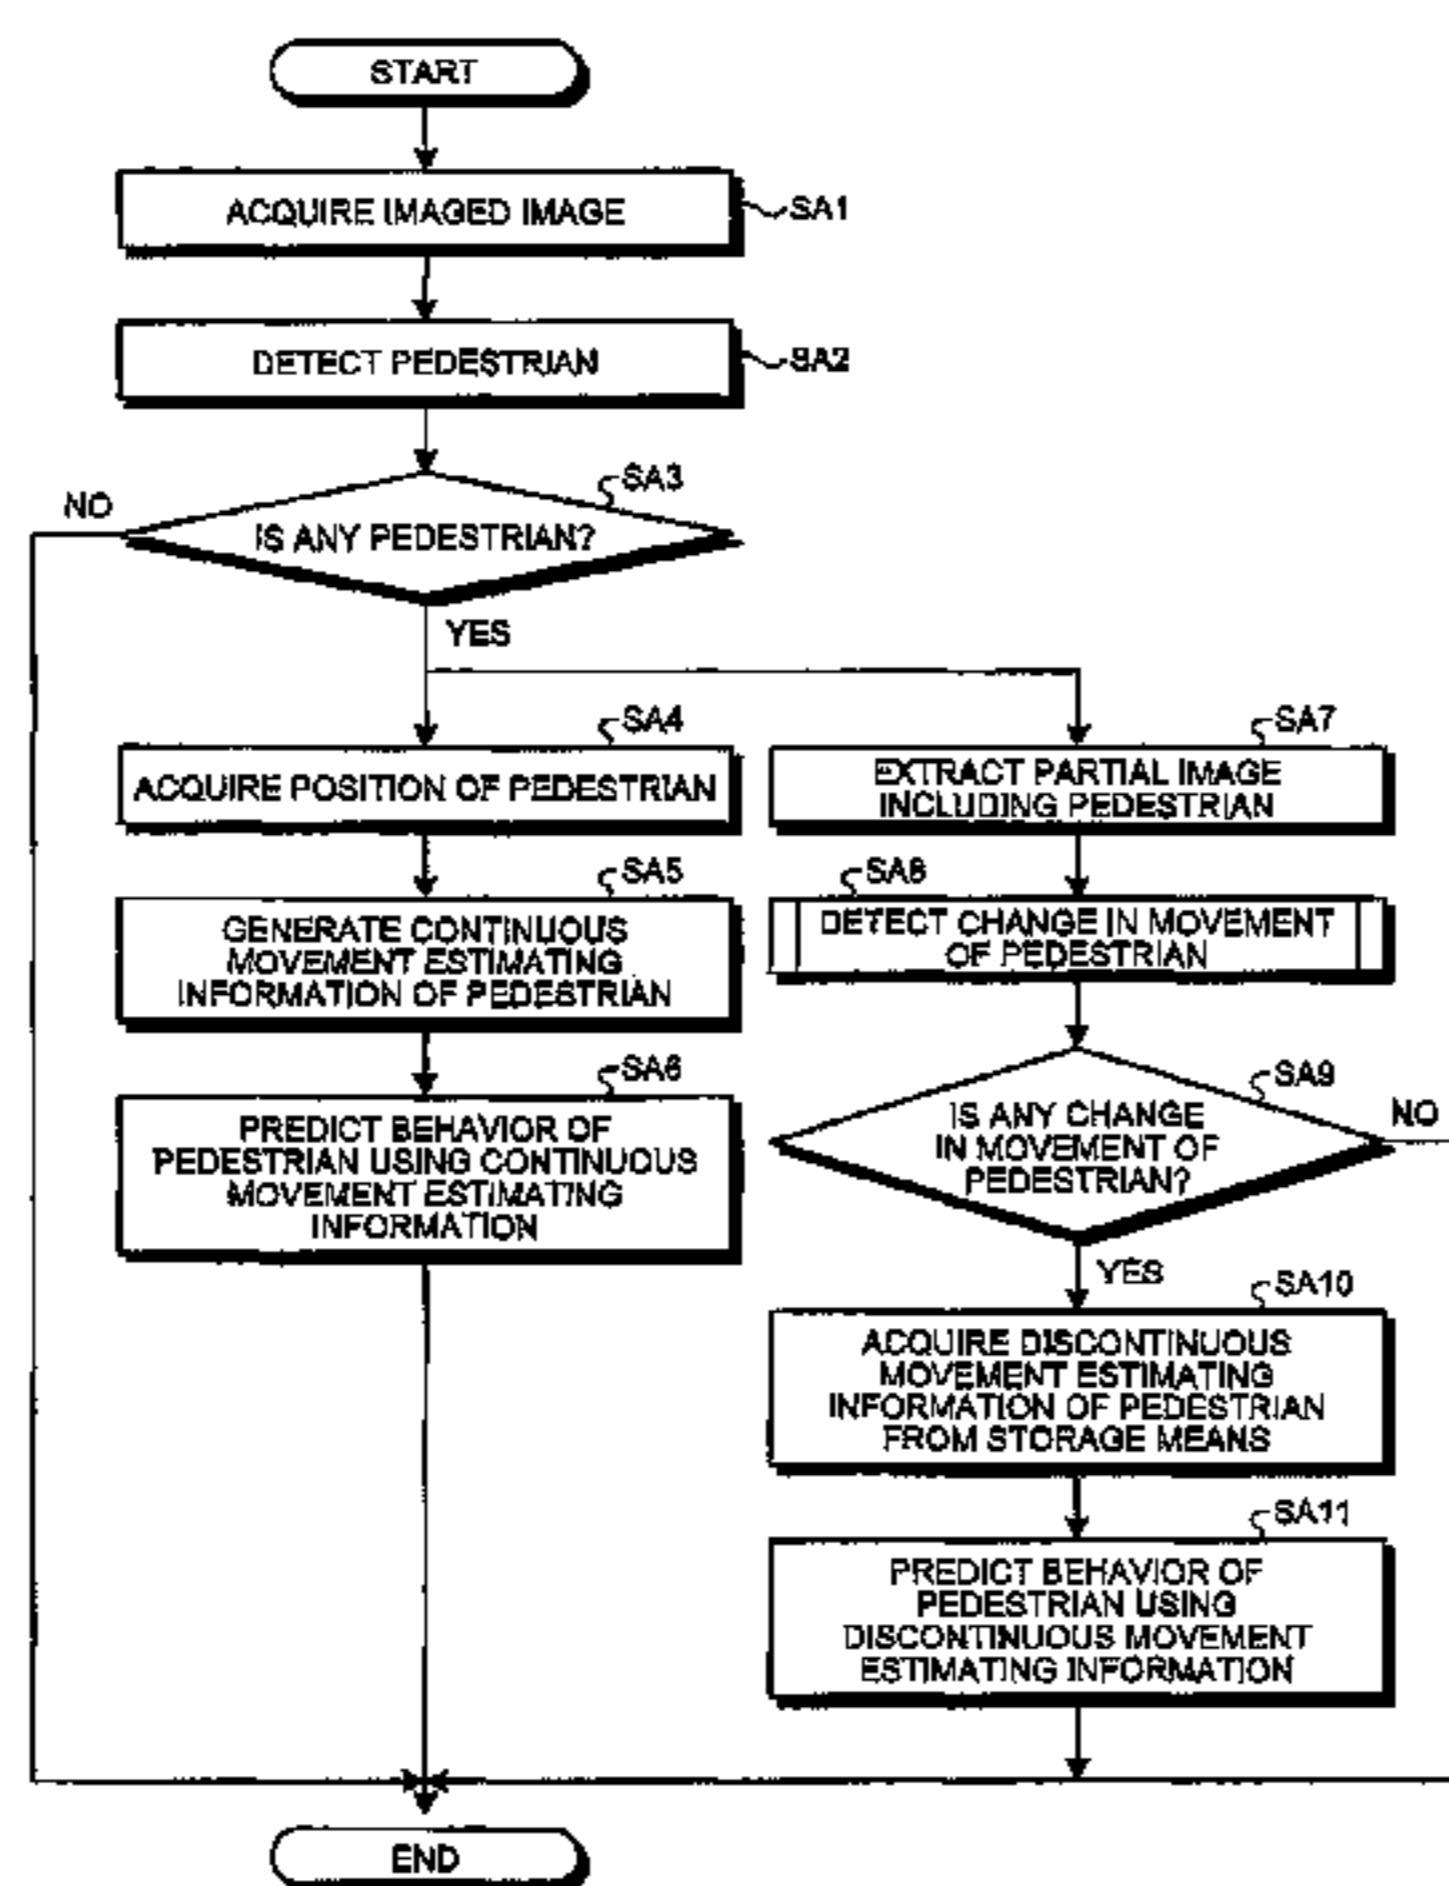 START
ACQUIRE IMAGED IMAGE
SA1
DETECT PEDESTRIAN
SA2
SA3
NO
IS ANY PEDESTRIAN?
YES
SA4
ACQUIRE POSITION OF PEDESTRIAN
SA5
GENERATE CONTINUOUS
MOVEMENT ESTIMATING
INFORMATION OF PEDESTRIAN
SA6
PREDICT BEHAVIOR OF
PEDESTRIAN USING CONTINUOUS
MOVEMENT ESTIMATING
INFORMATION
SA7
EXTRACT PARTIAL IMAGE
INCLUDING PEDESTRIAN
SA8
DETECT CHANGE IN MOVEMENT
OF PEDESTRIAN
SA9
NO
IS ANY CHANGE
IN MOVEMENT OF
PEDESTRIAN?
YES
SA10
ACQUIRE DISCONTINUOUS
MOVEMENT ESTIMATING
INFORMATION OF PEDESTRIAN
FROM STORAGE MEANS
SA11
PREDICT BEHAVIOR OF
PEDESTRIAN USING
DISCONTINUOUS MOVEMENT
ESTIMATING INFORMATION
END